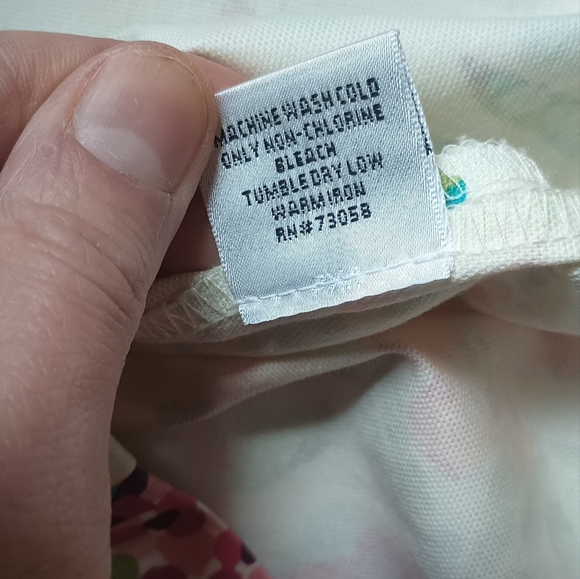 MACHINE WASH COLD
ONLY NON-CHLORINE
BLEACH
TUMBLE DRY LOW
WARM IRON
RN# 73058